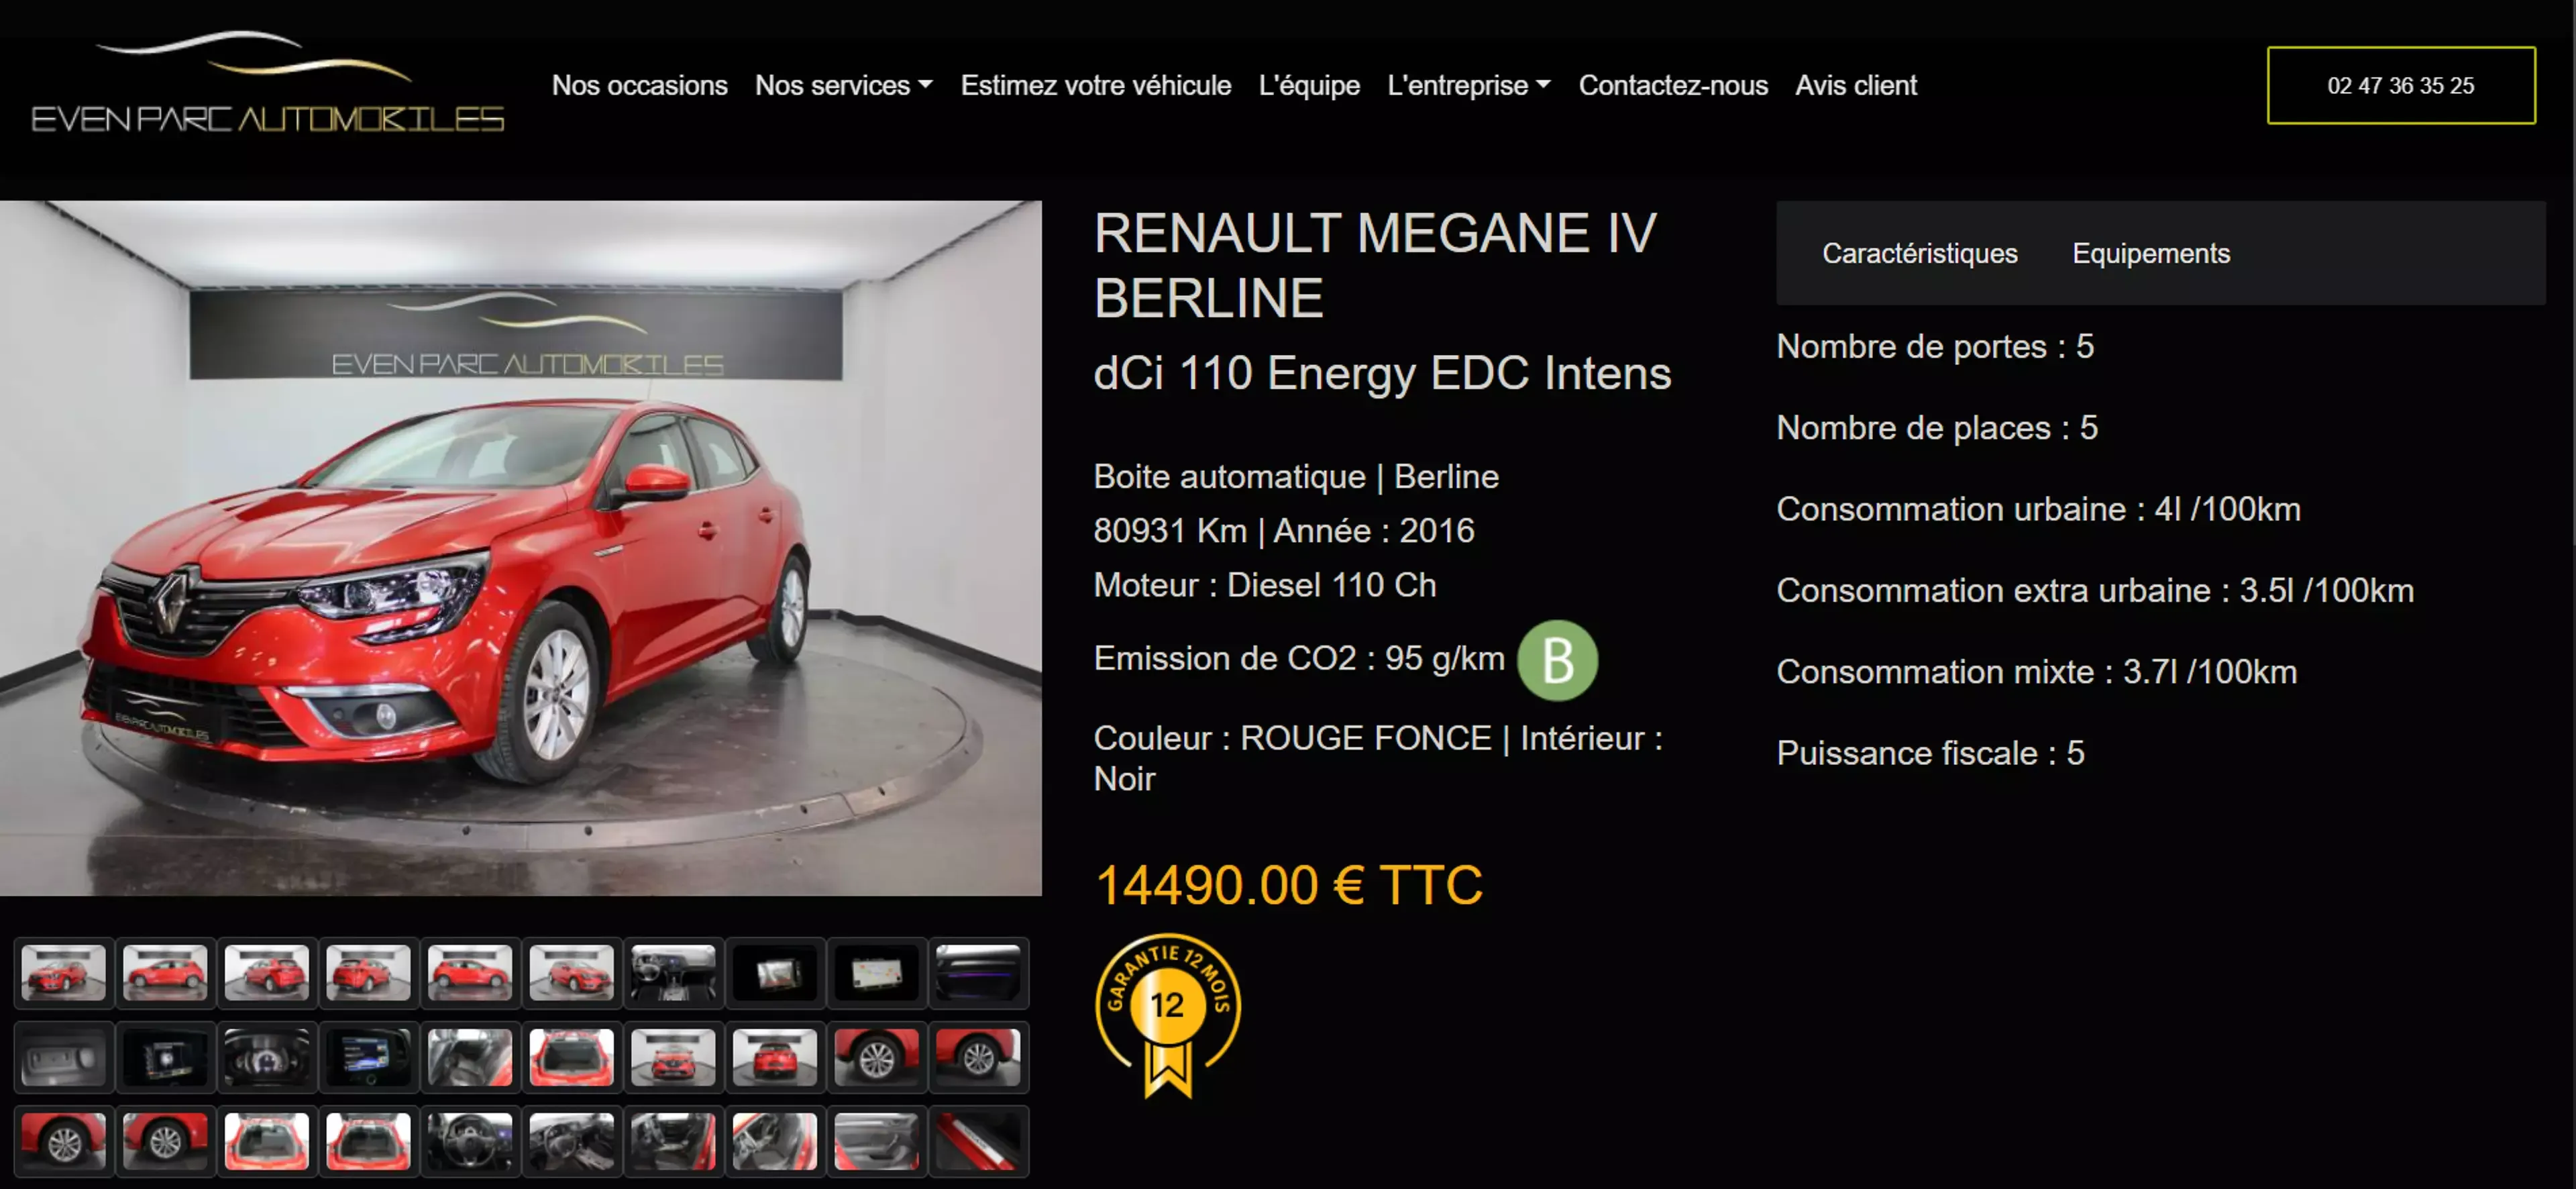 EVEN PARC AUTOMOBILES
Nos occasions Nos services Estimez votre véhicule L'équipe L'entreprise Contactez-nous Avis client
02 47 36 35 25
EVEN PARC AUTOMOBILES
EVEN PARC AUTOMOBILES
RENAULT MEGANE IV
BERLINE
dCi 110 Energy EDC Intens
Boite automatique | Berline
80931 Km | Année : 2016
Moteur : Diesel 110 Ch
Emission de CO2 : 95 g/km B
Couleur : ROUGE FONCE | Intérieur :
Noir
14490.00 € TTC
GARANTIE 12 MOIS
12
Caractéristiques Equipements
Nombre de portes : 5
Nombre de places : 5
Consommation urbaine : 4l /100km
Consommation extra urbaine : 3.5l /100km
Consommation mixte : 3.7l /100km
Puissance fiscale : 5